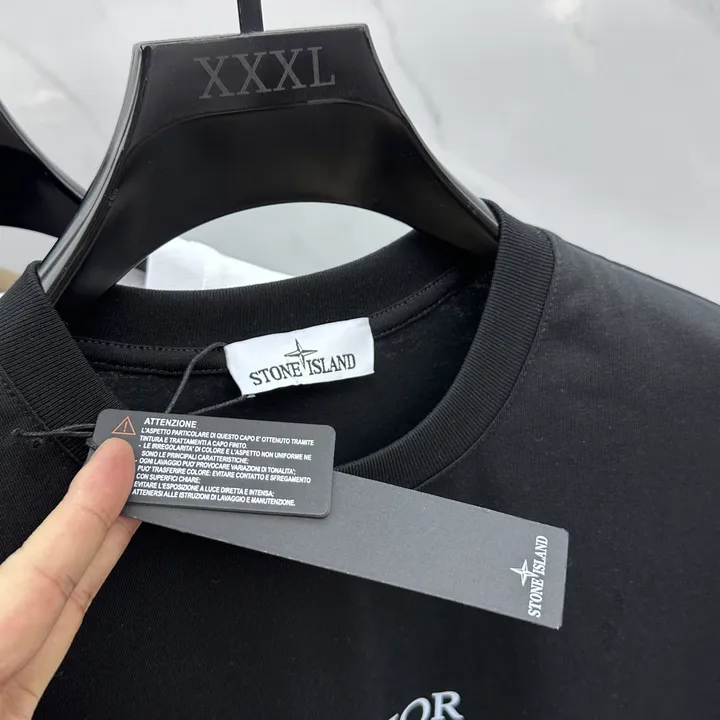 XXXL
STONE ISLAND
ATTENZIONE
L'ASPETTO PARTICOLARE DI QUESTO CAPO E' OTTENUTO TRAMITE
TINTURA E TRATTAMENTI A CAPO FINITO.
- LE IRREGOLARITA' DI COLORE E L'ASPETTO NON UNIFORME NE
SONO LE PRINCIPALI CARATTERISTICHE;
- OGNI LAVAGGIO PUO' PROVOCARE VARIAZIONI DI TONALITA';
PUO' TRASFERIRE COLORE: EVITARE CONTATTO E SFREGAMENTO
CON SUPERFICI CHIARE;
EVITARE L'ESPOSIZIONE A LUCE DIRETTA E INTENSA;
ATTENERSI ALLE ISTRUZIONI DI LAVAGGIO E MANUTENZIONE.
STONE ISLAND